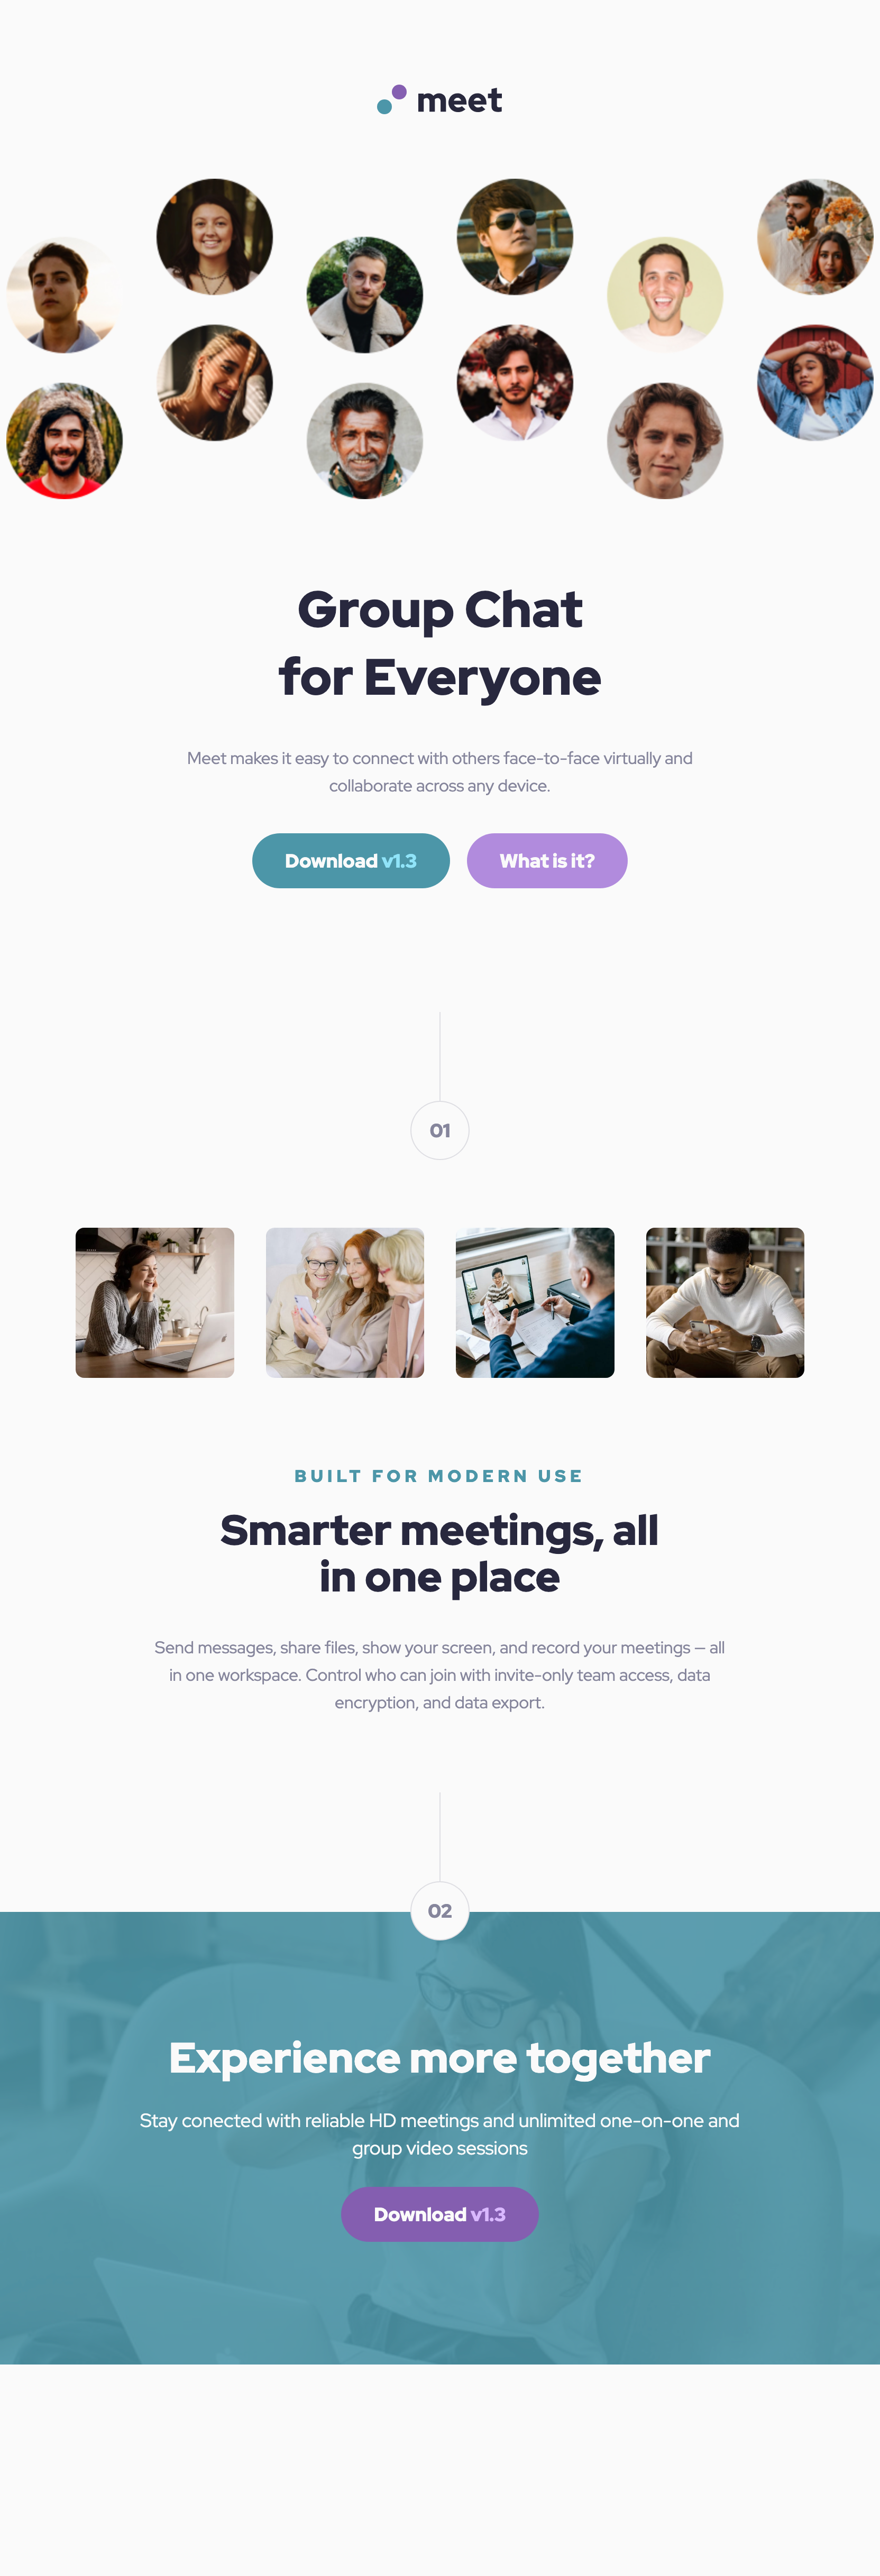 meet
Group Chat
for Everyone
Meet makes it easy to connect with others face-to-face virtually and
collaborate across any device.
Download v1.3
What is it?
01
BUILT FOR MODERN USE
Smarter meetings, all
in one place
Send messages, share files, show your screen, and record your meetings — all
in one workspace. Control who can join with invite-only team access, data
encryption, and data export.
02
Experience more together
Stay conected with reliable HD meetings and unlimited one-on-one and
group video sessions
Download v1.3